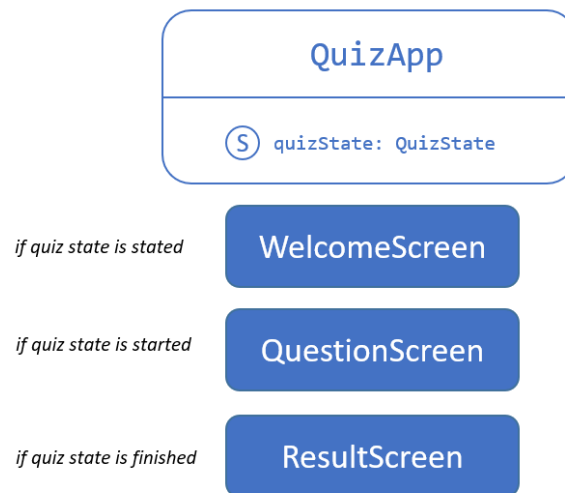 QuizApp
S quizState: QuizState
if quiz state is stated WelcomeScreen
if quiz state is started QuestionScreen
if quiz state is finished ResultScreen